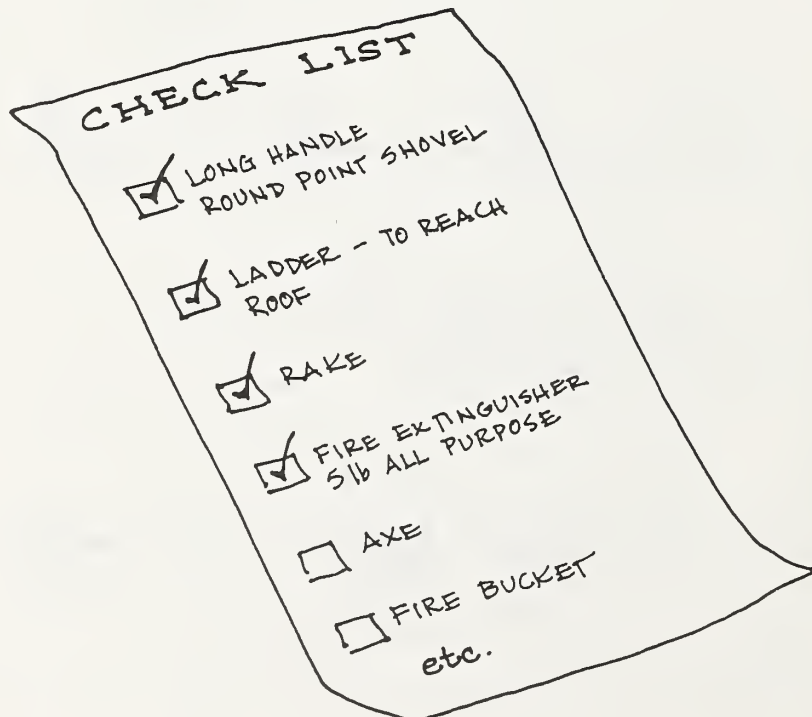 CHECK LIST
LONG HANDLE
ROUND POINT SHOVEL
LADDER - TO REACH
ROOF
RAKE
FIRE EXTINGUISHER
5lb ALL PURPOSE
AXE
FIRE BUCKET
etc.